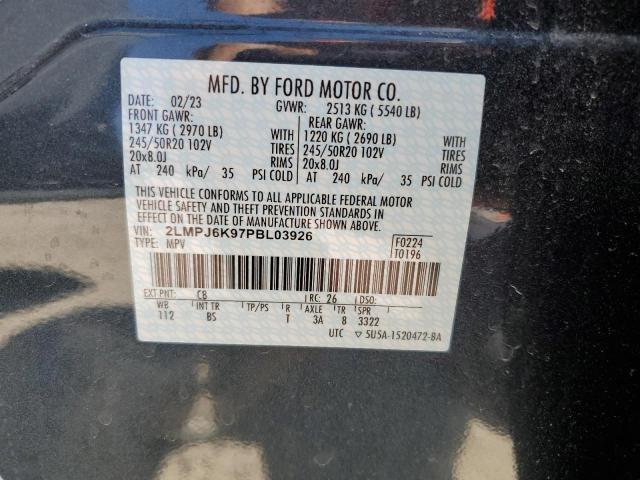 MFD. BY FORD MOTOR CO.
DATE: 02/23 GVWR: 2513 KG ( 5540 LB)
FRONT GAWR: REAR GAWR:
1347 KG ( 2970 LB) WITH 1220 KG ( 2690 LB) WITH
245/50R20 102V TIRES 245/50R20 102V TIRES
20x8.0J RIMS 20x8.0J RIMS
AT 240 kPa/ 35 PSI COLD AT 240 kPa/ 35 PSI COLD
THIS VEHICLE CONFORMS TO ALL APPLICABLE FEDERAL MOTOR
VEHICLE SAFETY AND THEFT PREVENTION STANDARDS IN
EFFECT ON THE DATE OF MANUFACTURE SHOWN ABOVE.
VIN: 2LMPJ6K97PBL03926 F0224
TYPE: MPV T0196
EXT PNT: C8 RC: 26 DSO:
WB INT TR TP/PS R AXLE TR SPR
112 BS T 3A 8 3322
UTC ▽ 5U5A-1520472-BA